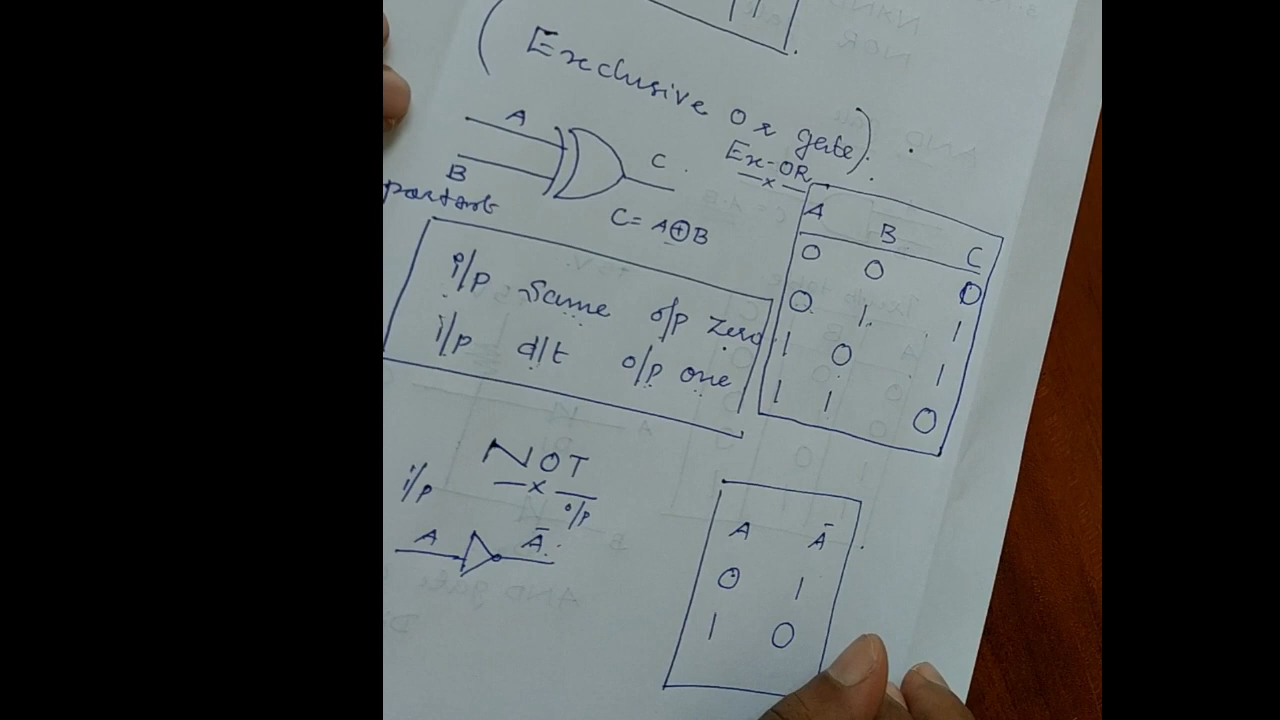 (Exclusive Or gate).
Ex-OR
A
B
C
C = A⊕B
A B C
0 0 0
0 1 1
1 0 1
1 1 0
i/p same o/p zero
i/p d/t o/p one
NOT
i/p
o/p
A Ā
A Ā
0 1
1 0